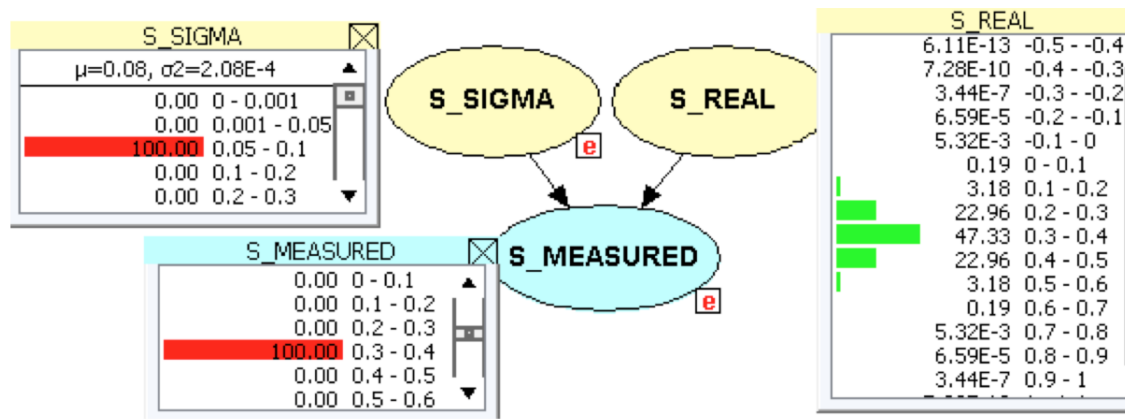 S_SIGMA
μ=0.08, σ2=2.08E-4
0.00 0 - 0.001
0.00 0.001 - 0.05
100.00 0.05 - 0.1
0.00 0.1 - 0.2
0.00 0.2 - 0.3
S_SIGMA
e
S_REAL
S_MEASURED
e
S_MEASURED
0.00 0 - 0.1
0.00 0.1 - 0.2
0.00 0.2 - 0.3
100.00 0.3 - 0.4
0.00 0.4 - 0.5
0.00 0.5 - 0.6
S_REAL
6.11E-13 -0.5 - -0.4
7.28E-10 -0.4 - -0.3
3.44E-7 -0.3 - -0.2
6.59E-5 -0.2 - -0.1
5.32E-3 -0.1 - 0
0.19 0 - 0.1
3.18 0.1 - 0.2
22.96 0.2 - 0.3
47.33 0.3 - 0.4
22.96 0.4 - 0.5
3.18 0.5 - 0.6
0.19 0.6 - 0.7
5.32E-3 0.7 - 0.8
6.59E-5 0.8 - 0.9
3.44E-7 0.9 - 1